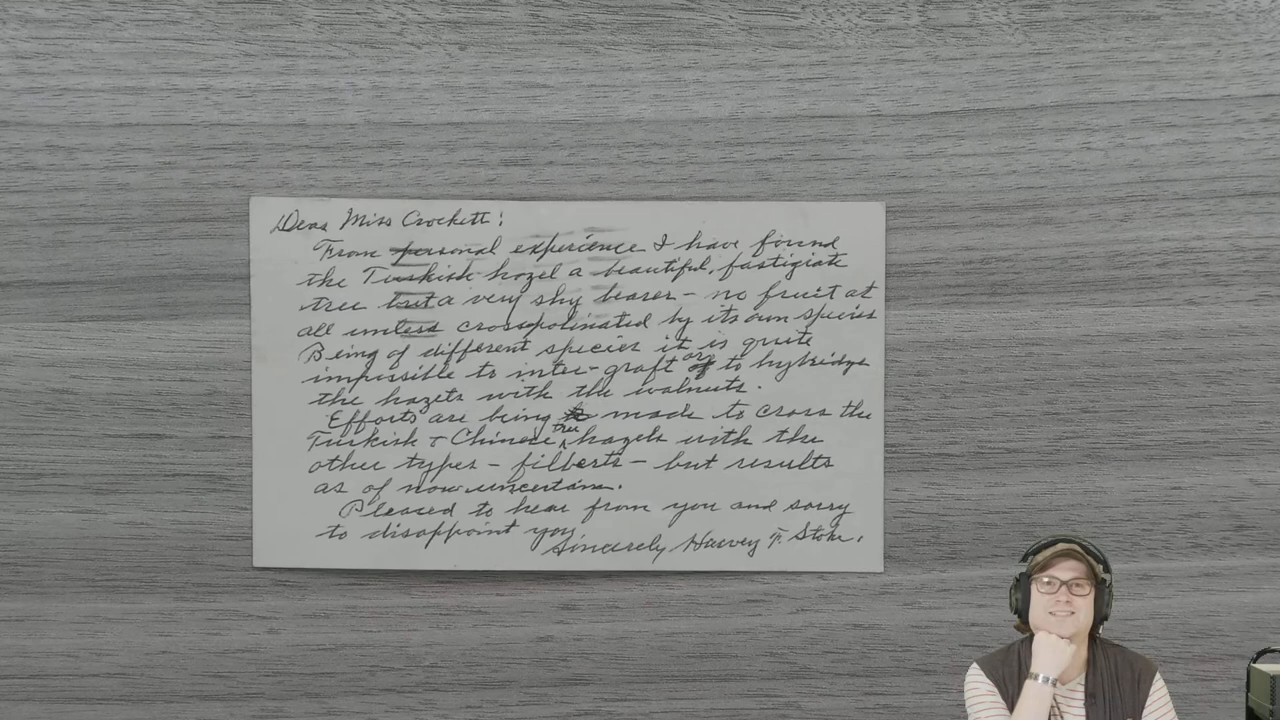 Dear Miss Crockett:
From personal experience I have found
the Turkish hazel a beautiful, fastigiate
tree but a very shy bearer - no fruit at
all unless crosspolinated by its own species
Being of different species it is quite
impossible to inter-graft or to hybridge
the hazels with the walnuts.
Efforts are being made to cross the
Turkish & Chinese tree hazels with the
other types - filberts - but results
as of now uncertain.
Pleased to hear from you and sorry
to disappoint you.
Sincerely Harvey F. Stoke.